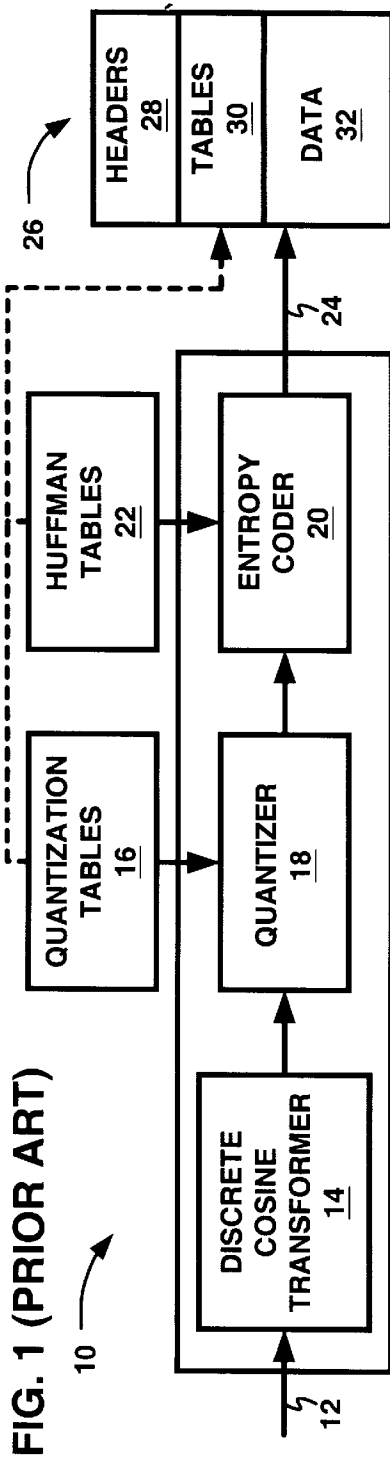 FIG. 1 (PRIOR ART)
10
12
DISCRETE
COSINE
TRANSFORMER
14
QUANTIZATION
TABLES
16
QUANTIZER
18
HUFFMAN
TABLES
22
ENTROPY
CODER
20
24
26
HEADERS
28
TABLES
30
DATA
32